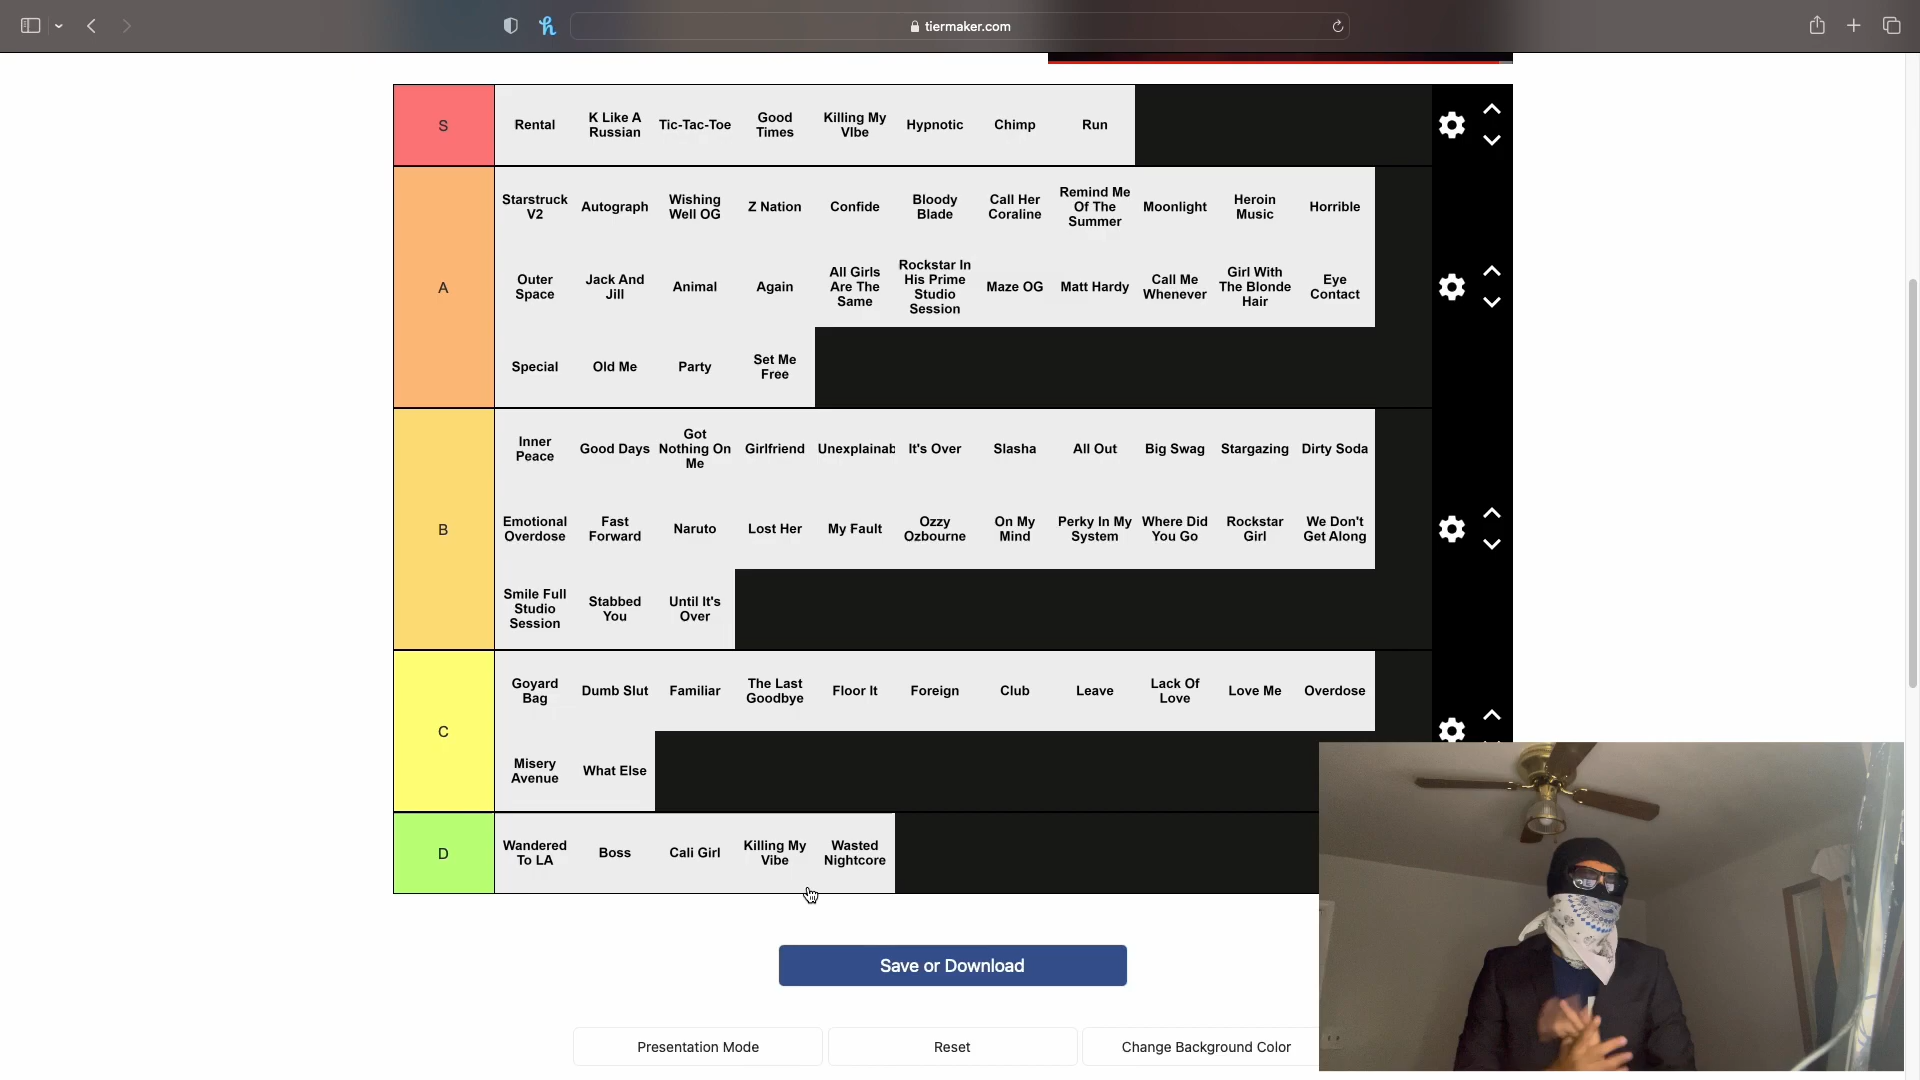 tiermaker.com
S
Rental
K Like A
Russian
Tic-Tac-Toe
Good
Times
Killing My
VIbe
Hypnotic
Chimp
Run
A
Starstruck
V2
Autograph
Wishing
Well OG
Z Nation
Confide
Bloody
Blade
Call Her
Coraline
Remind Me
Of The
Summer
Moonlight
Heroin
Music
Horrible
Outer
Space
Jack And
Jill
Animal
Again
All Girls
Are The
Same
Rockstar In
His Prime
Studio
Session
Maze OG
Matt Hardy
Call Me
Whenever
Girl With
The Blonde
Hair
Eye
Contact
Special
Old Me
Party
Set Me
Free
B
Inner
Peace
Good Days
Got
Nothing On
Me
Girlfriend
Unexplainab
It's Over
Slasha
All Out
Big Swag
Stargazing
Dirty Soda
Emotional
Overdose
Fast
Forward
Naruto
Lost Her
My Fault
Ozzy
Ozbourne
On My
Mind
Perky In My
System
Where Did
You Go
Rockstar
Girl
We Don't
Get Along
Smile Full
Studio
Session
Stabbed
You
Until It's
Over
C
Goyard
Bag
Dumb Slut
Familiar
The Last
Goodbye
Floor It
Foreign
Club
Leave
Lack Of
Love
Love Me
Overdose
Misery
Avenue
What Else
D
Wandered
To LA
Boss
Cali Girl
Killing My
Vibe
Wasted
Nightcore
Save or Download
Presentation Mode
Reset
Change Background Color